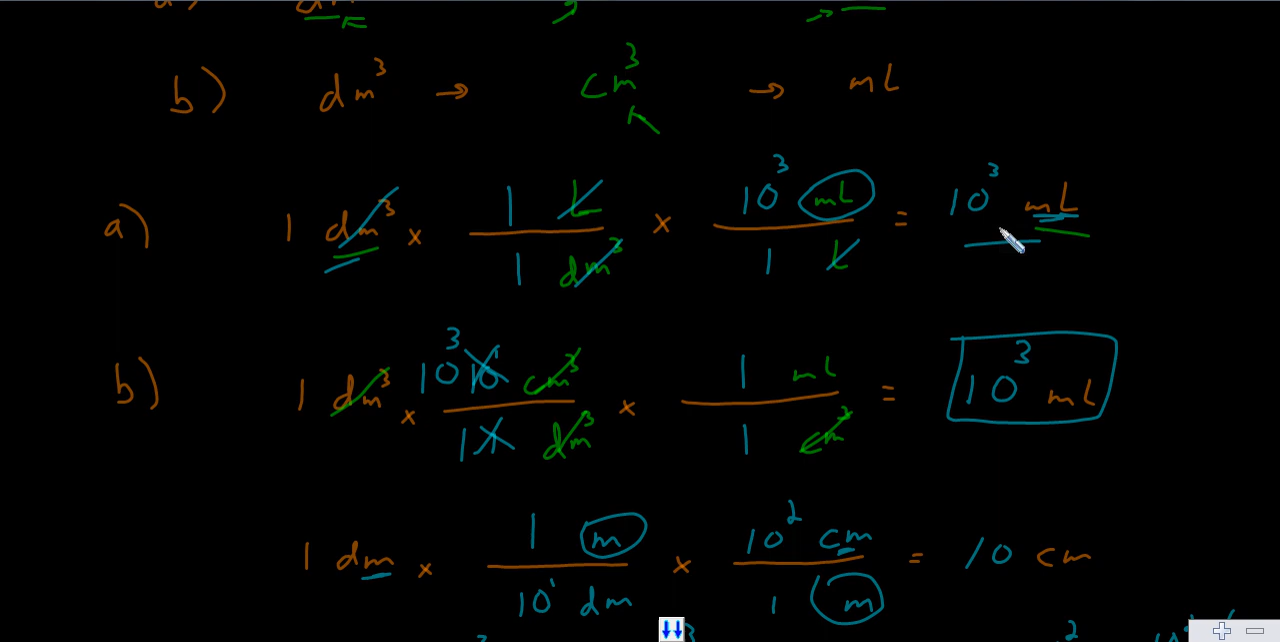 b) dm³ → cm³ → mL
a) 1 dm³ × 1 L / 1 dm³ × 10³ mL / 1 L = 10³ mL
b) 1 dm³ × 10³ cm³ / 1 dm³ × 1 mL / 1 cm³ = 10³ mL
1 dm × 1 m / 10¹ dm × 10² cm / 1 m = 10 cm